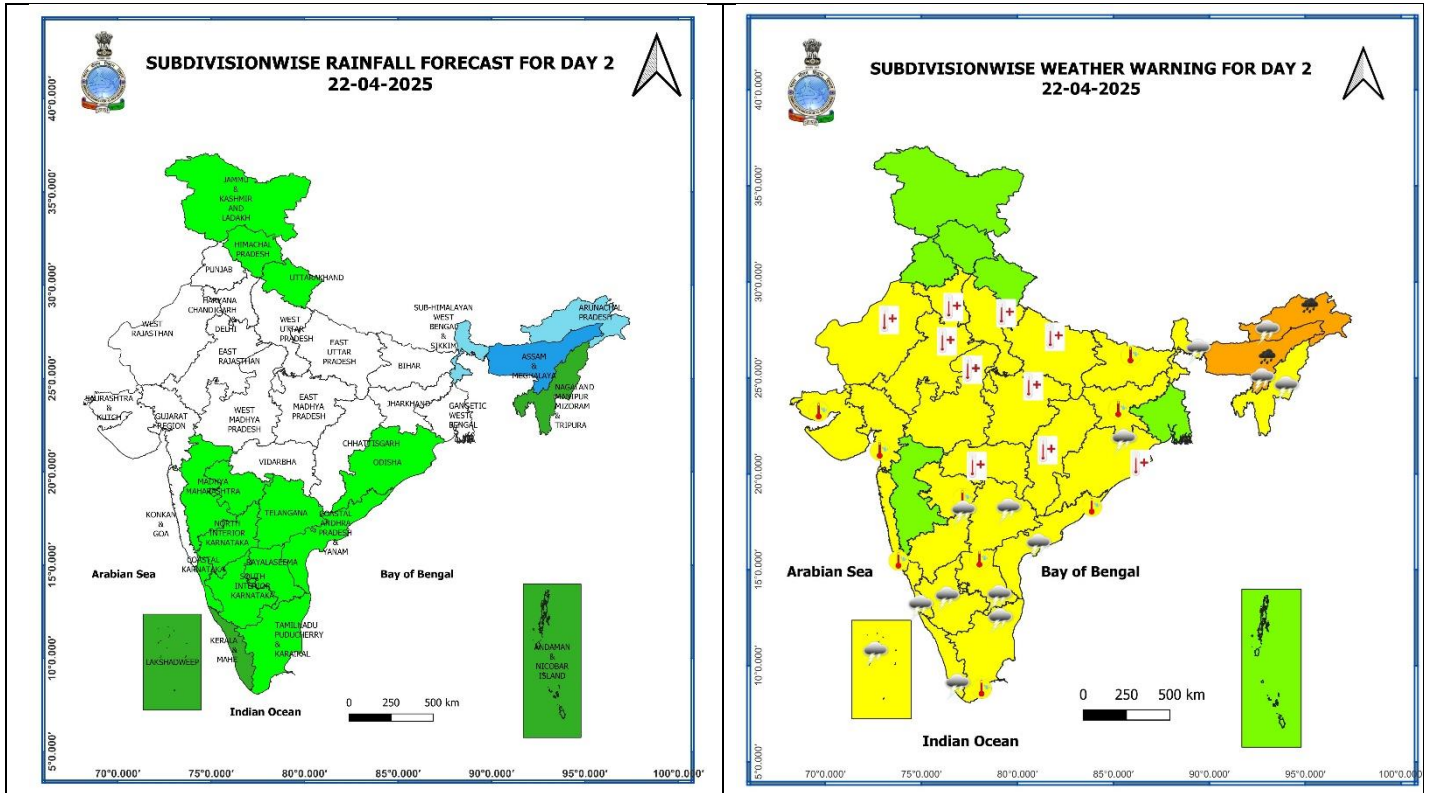 SUBDIVISIONWISE RAINFALL FORECAST FOR DAY 2
22-04-2025
40°0.000'
35°0.000'
30°0.000'
25°0.000'
20°0.000'
15°0.000'
10°0.000'
5°0.000'
JAMMU
&
KASHMIR
AND
LADAKH
HIMACHAL
PRADESH
PUNJAB
UTTARAKHAND
HARYANA
CHANDIGARH
&
DELHI
WEST
RAJASTHAN
WEST
UTTAR
PRADESH
SUB-HIMALAYAN
WEST
BENGAL
&
SIKKIM
ARUNACHAL
PRADESH
EAST
RAJASTHAN
EAST
UTTAR
PRADESH
BIHAR
ASSAM
&
MEGHALAYA
NAGALAND
MANIPUR
MIZORAM
&
TRIPURA
SAURASHTRA
&
KUTCH
GUJARAT
REGION
WEST
MADHYA
PRADESH
EAST
MADHYA
PRADESH
JHARKHAND
GANGETIC
WEST
BENGAL
CHHATTISGARH
VIDARBHA
ODISHA
MADHYA
MAHARASHTRA
KONKAN
&
GOA
TELANGANA
COASTAL
ANDHRA
PRADESH
&
YANAM
NORTH
INTERIOR
KARNATAKA
COASTAL
KARNATAKA
RAYALASEEMA
SOUTH
INTERIOR
KARNATAKA
Arabian Sea
Bay of Bengal
TAMILNADU
PUDUCHERRY
&
KARAIKAL
KERALA
&
MAHE
LAKSHADWEEP
ANDAMAN
&
NICOBAR
ISLAND
0 250 500 km
Indian Ocean
70°0.000' 75°0.000' 80°0.000' 85°0.000' 90°0.000' 95°0.000' 100°0.000'
SUBDIVISIONWISE WEATHER WARNING FOR DAY 2
22-04-2025
40°0.000'
35°0.000'
30°0.000'
25°0.000'
20°0.000'
15°0.000'
10°0.000'
5°0.000'
Arabian Sea
Bay of Bengal
0 250 500 km
Indian Ocean
70°0.000' 75°0.000' 80°0.000' 85°0.000' 90°0.000' 95°0.000' 100°0.000'